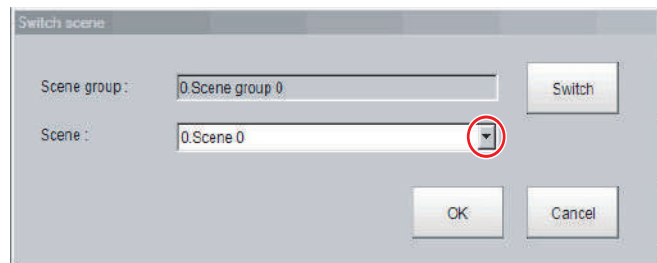 Switch scene
Scene group : 0.Scene group 0 Switch
Scene : 0.Scene 0
OK Cancel